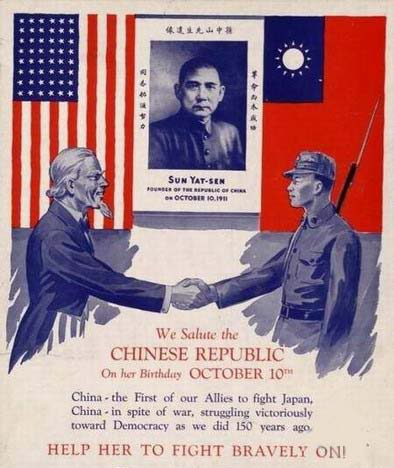 孫中山先生遺像
革命尚未成功
同志仍須努力
SUN YAT-SEN
FOUNDER OF THE REPUBLIC OF CHINA
ON OCTOBER 10, 1911
We Salute the
CHINESE REPUBLIC
On her Birthday OCTOBER 10TH
China - the First of our Allies to fight Japan,
China - in spite of war, struggling victoriously
toward Democracy as we did 150 years ago
HELP HER TO FIGHT BRAVELY ON!